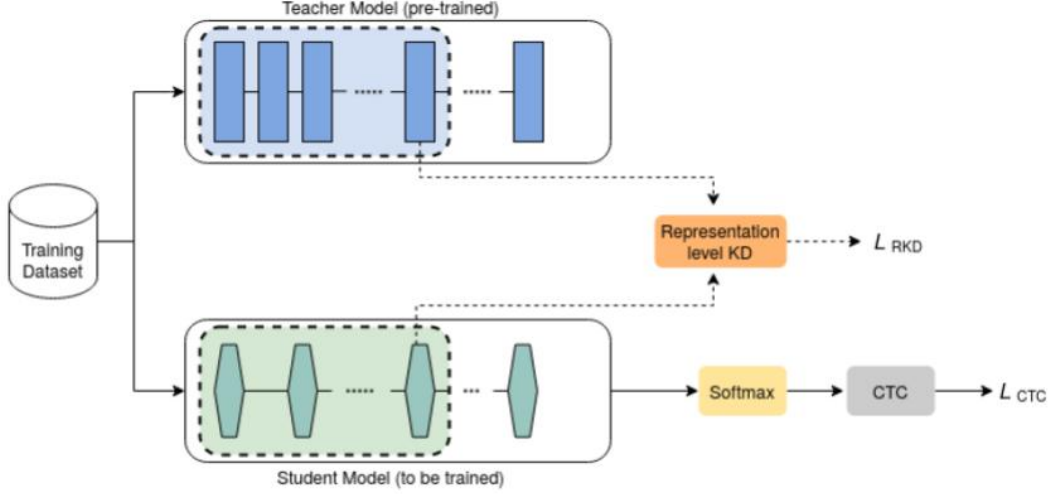 Teacher Model (pre-trained)
Training
Dataset
Representation
level KD
L RKD
Softmax
CTC
L CTC
Student Model (to be trained)